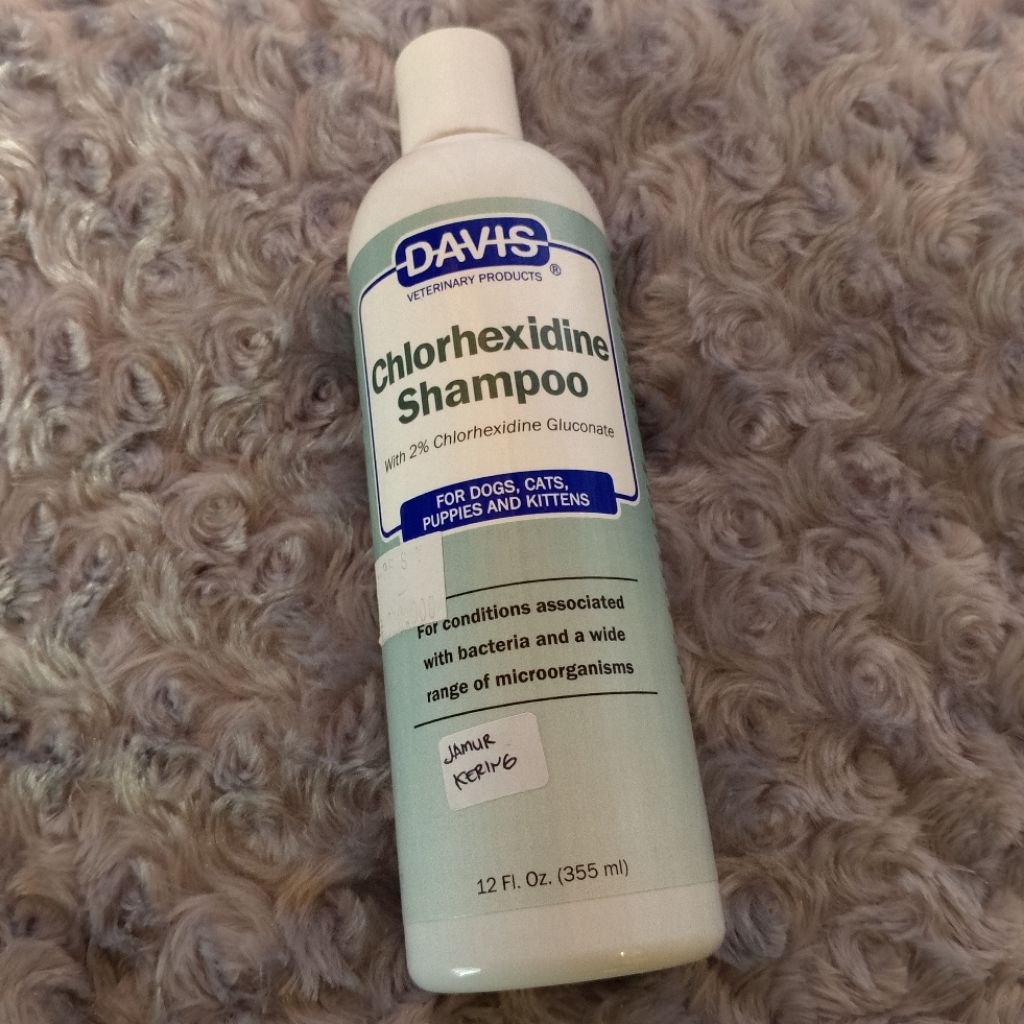 DAVIS
VETERINARY PRODUCTS ®
Chlorhexidine
Shampoo
With 2% Chlorhexidine Gluconate
FOR DOGS, CATS,
PUPPIES AND KITTENS
For conditions associated
with bacteria and a wide
range of microorganisms
JAMUR
KERING
12 Fl. Oz. (355 ml)